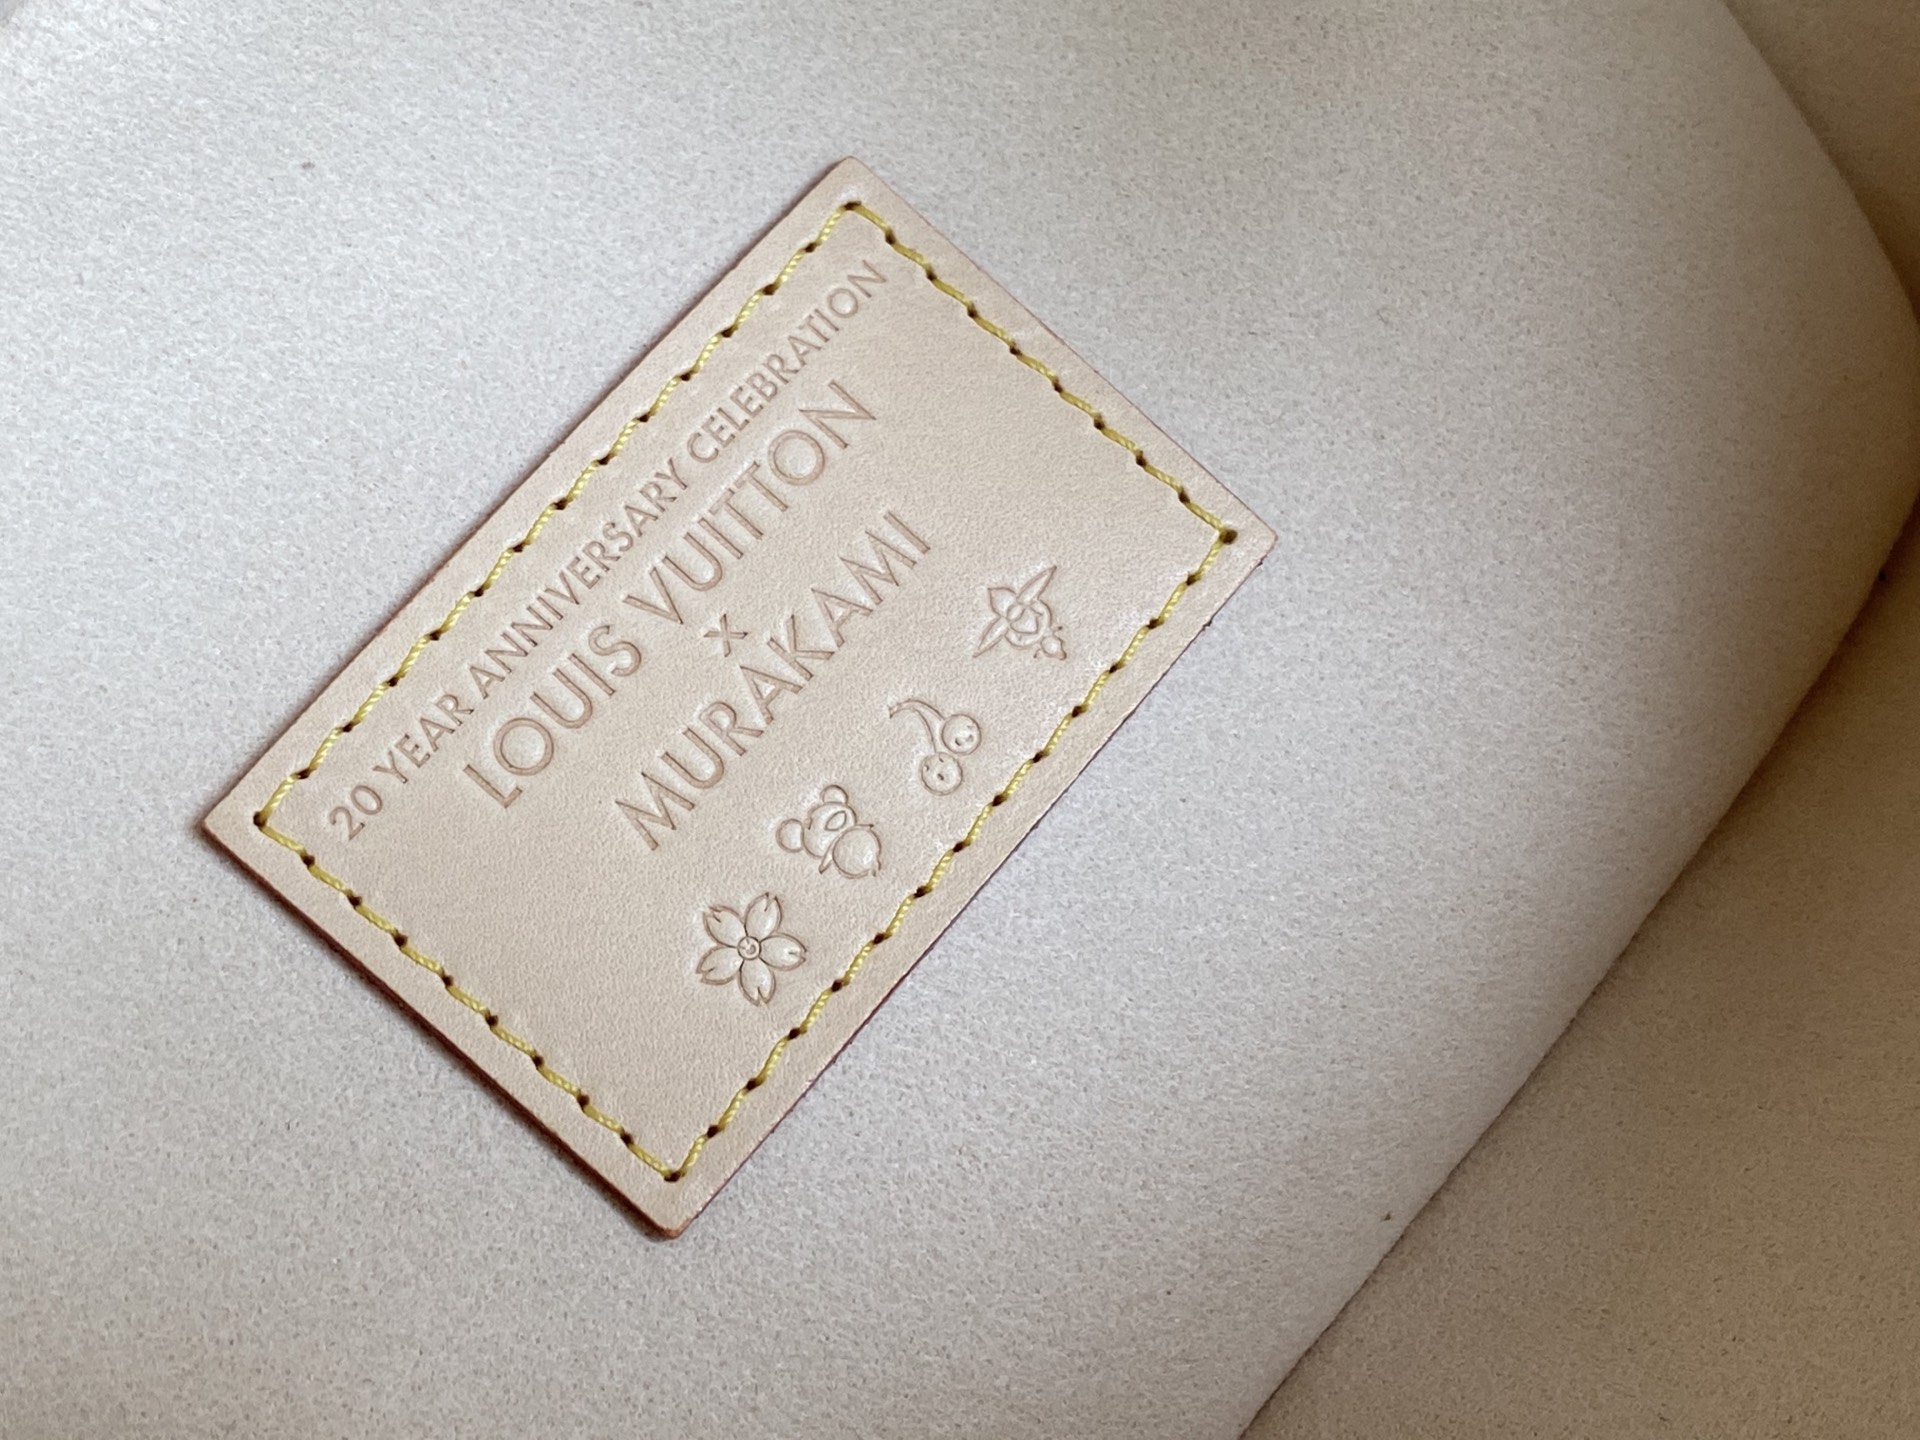 20 YEAR ANNIVERSARY CELEBRATION
LOUIS VUITTON
X
MURAKAMI